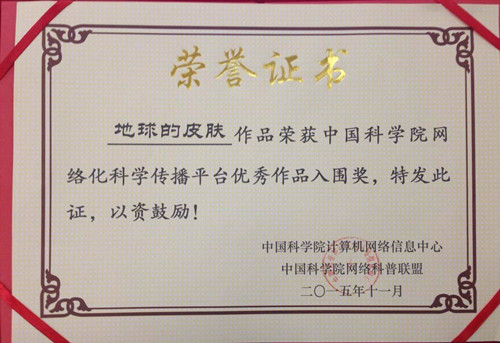 荣誉证书
地球的皮肤 作品荣获中国科学院网
络化科学传播平台优秀作品入围奖，特发此
证，以资鼓励！
中国科学院计算机网络信息中心
中国科学院网络科普联盟
二〇一五年十一月